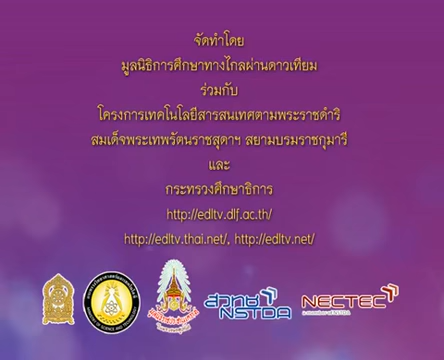 จัดทำโดย
มูลนิธิการศึกษาทางไกลผ่านดาวเทียม
ร่วมกับ
โครงการเทคโนโลยีสารสนเทศตามพระราชดำริ
สมเด็จพระเทพรัตนราชสุดาฯ สยามบรมราชกุมารี
และ
กระทรวงศึกษาธิการ
http://edltv.dlf.ac.th/
http://edltv.thai.net/, http://edltv.net/
สวทช
NSTDA
NECTEC
a member of NSTDA